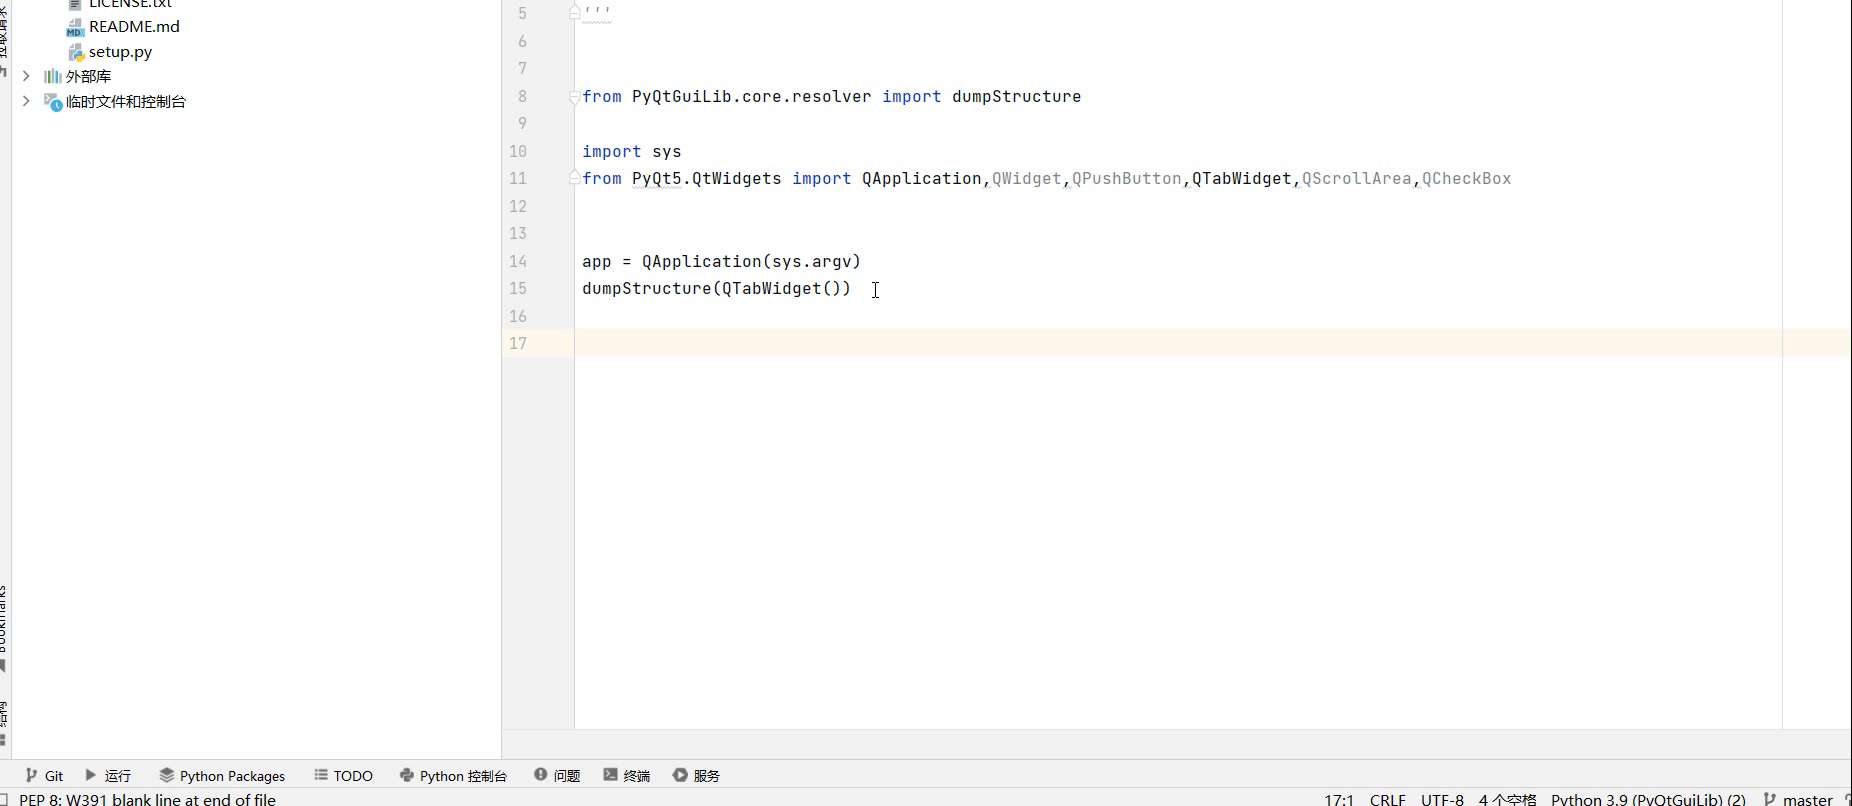 LICENSE.txt
README.md
setup.py
外部库
临时文件和控制台
5 '''
6
7
8 from PyQtGuiLib.core.resolver import dumpStructure
9
10 import sys
11 from PyQt5.QtWidgets import QApplication,QWidget,QPushButton,QTabWidget,QScrollArea,QCheckBox
12
13
14 app = QApplication(sys.argv)
15 dumpStructure(QTabWidget())
16
17
Bookmarks
结构
Git 运行 Python Packages TODO Python 控制台 问题 终端 服务
PEP 8: W391 blank line at end of file 17:1 CRLF UTF-8 4 个空格 Python 3.9 (PyQtGuiLib) (2) master